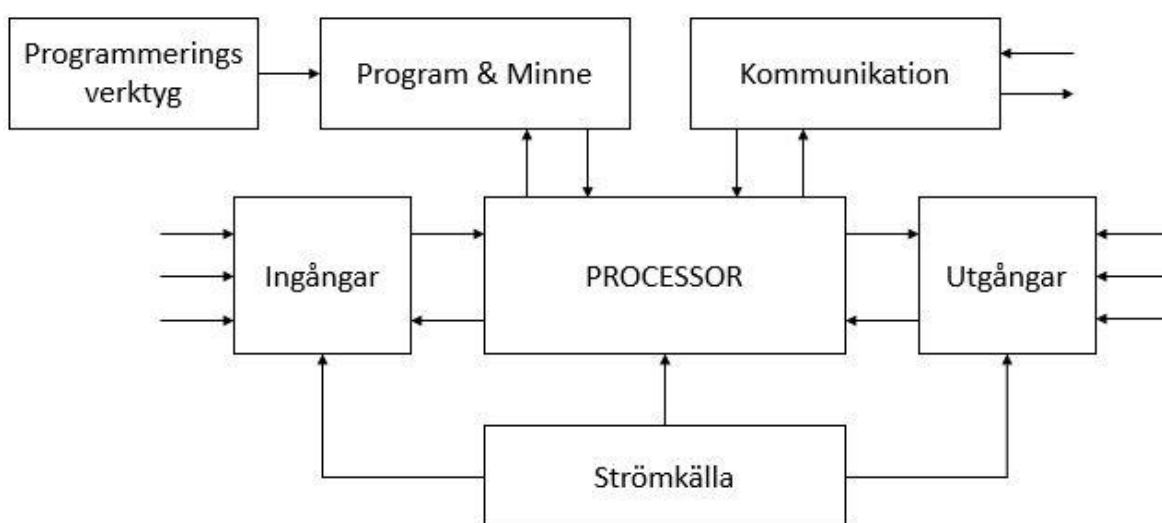 Programmerings
verktyg
Program & Minne
Kommunikation
Ingångar
PROCESSOR
Utgångar
Strömkälla